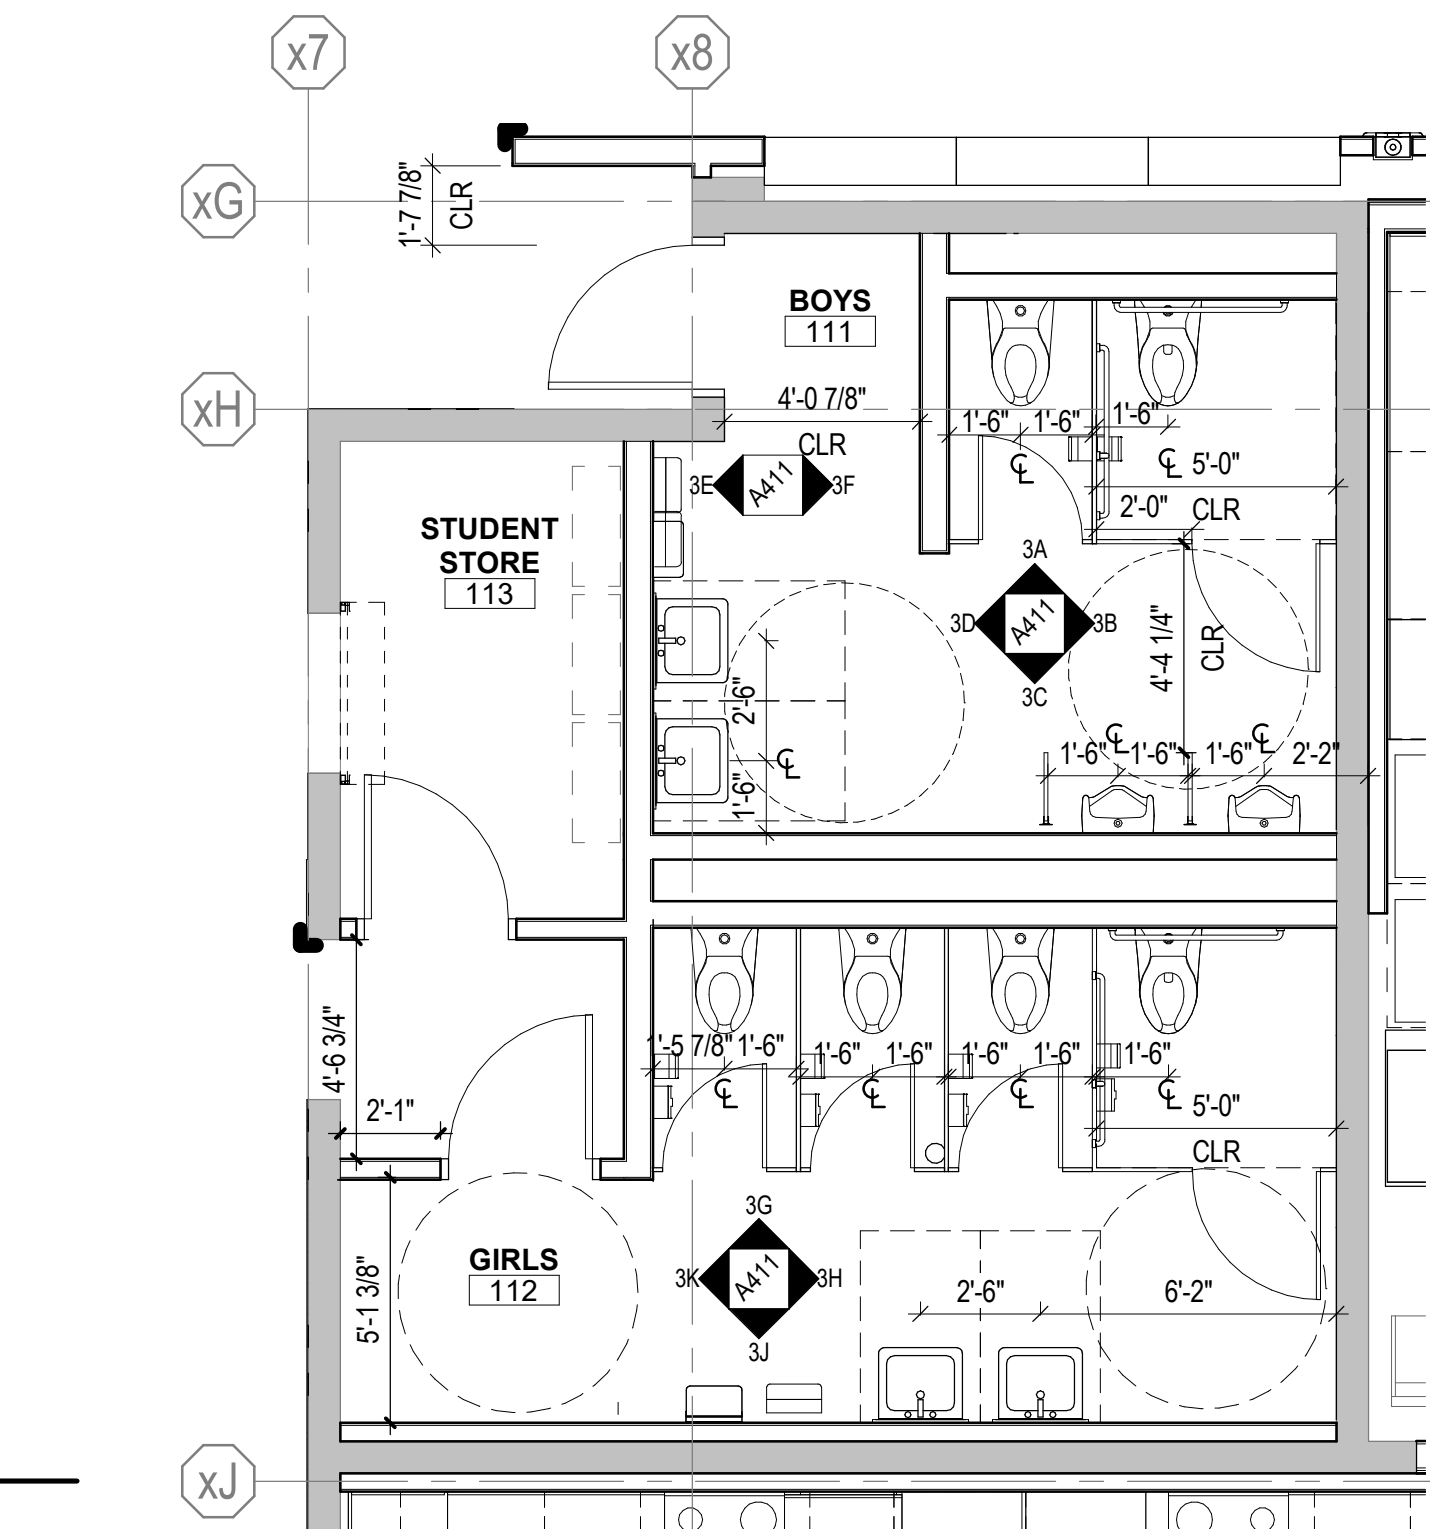 x7
x8
xG
1'-7 7/8"
CLR
BOYS
111
xH
4'-0 7/8"
CLR
1'-6"
1'-6"
1'-6"
5'-0"
CLR
2'-0"
3E
A411
3F
STUDENT
STORE
113
3A
3D
A411
3B
3C
4'-4 1/4"
CLR
2'-6"
1'-6"
1'-6"
1'-6"
1'-6"
2'-2"
4'-6 3/4"
2'-1"
1'-5 7/8"
1'-6"
1'-6"
1'-6"
1'-6"
1'-6"
1'-6"
5'-0"
CLR
3G
3K
A411
3H
3J
GIRLS
112
5'-1 3/8"
2'-6"
6'-2"
xJ